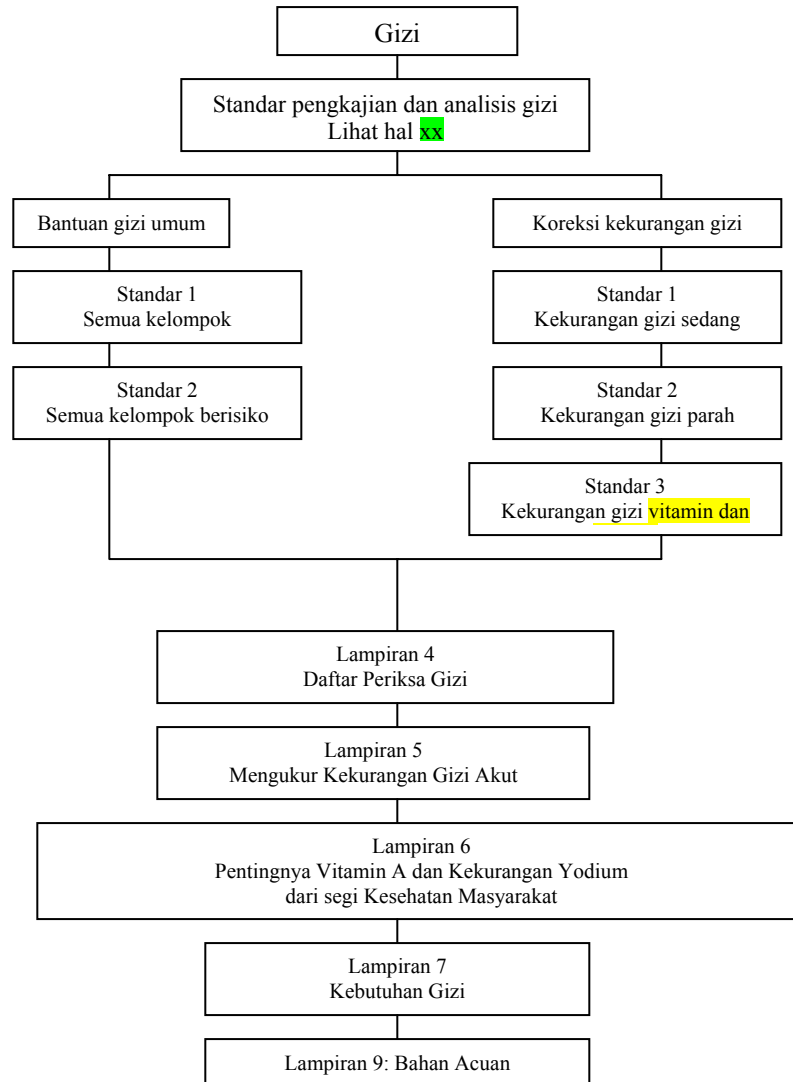 Gizi
Standar pengkajian dan analisis gizi
Lihat hal xx
Bantuan gizi umum
Koreksi kekurangan gizi
Standar 1
Semua kelompok
Standar 1
Kekurangan gizi sedang
Standar 2
Semua kelompok berisiko
Standar 2
Kekurangan gizi parah
Standar 3
Kekurangan gizi vitamin dan
Lampiran 4
Daftar Periksa Gizi
Lampiran 5
Mengukur Kekurangan Gizi Akut
Lampiran 6
Pentingnya Vitamin A dan Kekurangan Yodium
dari segi Kesehatan Masyarakat
Lampiran 7
Kebutuhan Gizi
Lampiran 9: Bahan Acuan